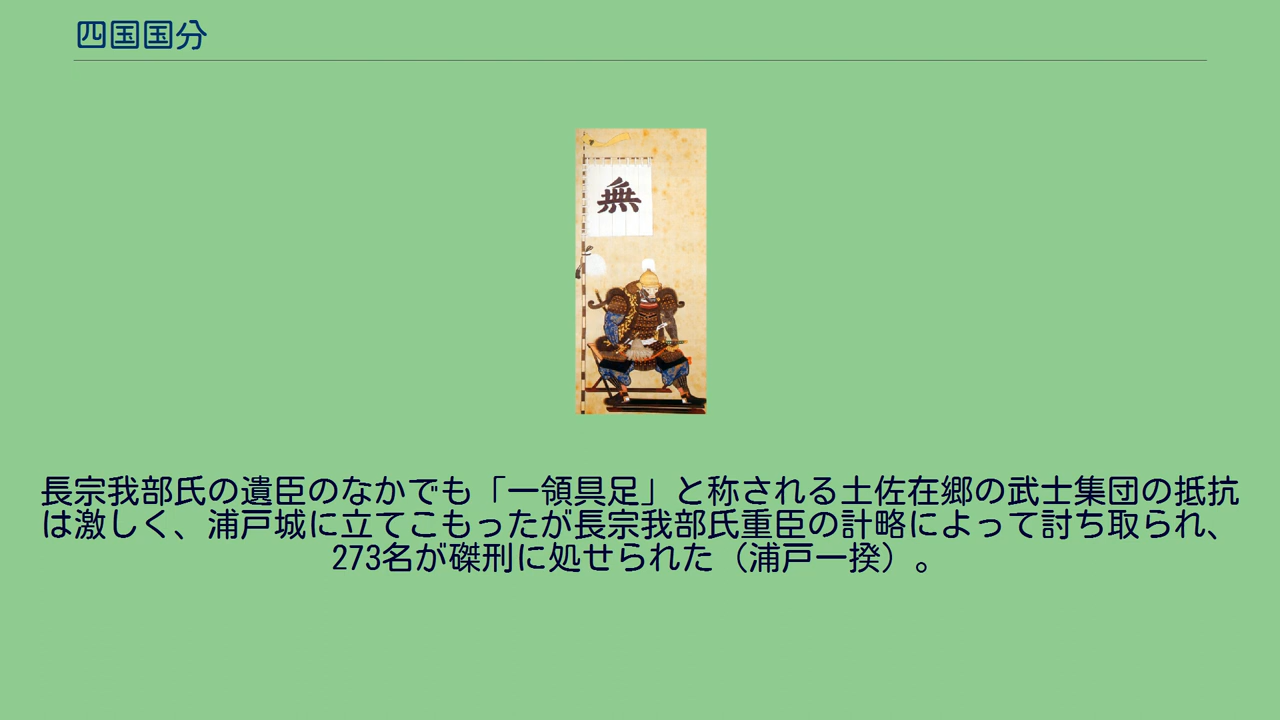 四国国分
無
長宗我部氏の遺臣のなかでも「一領具足」と称される土佐在郷の武士集団の抵抗
は激しく、浦戸城に立てこもったが長宗我部氏重臣の計略によって討ち取られ、
273名が磔刑に処せられた（浦戸一揆）。